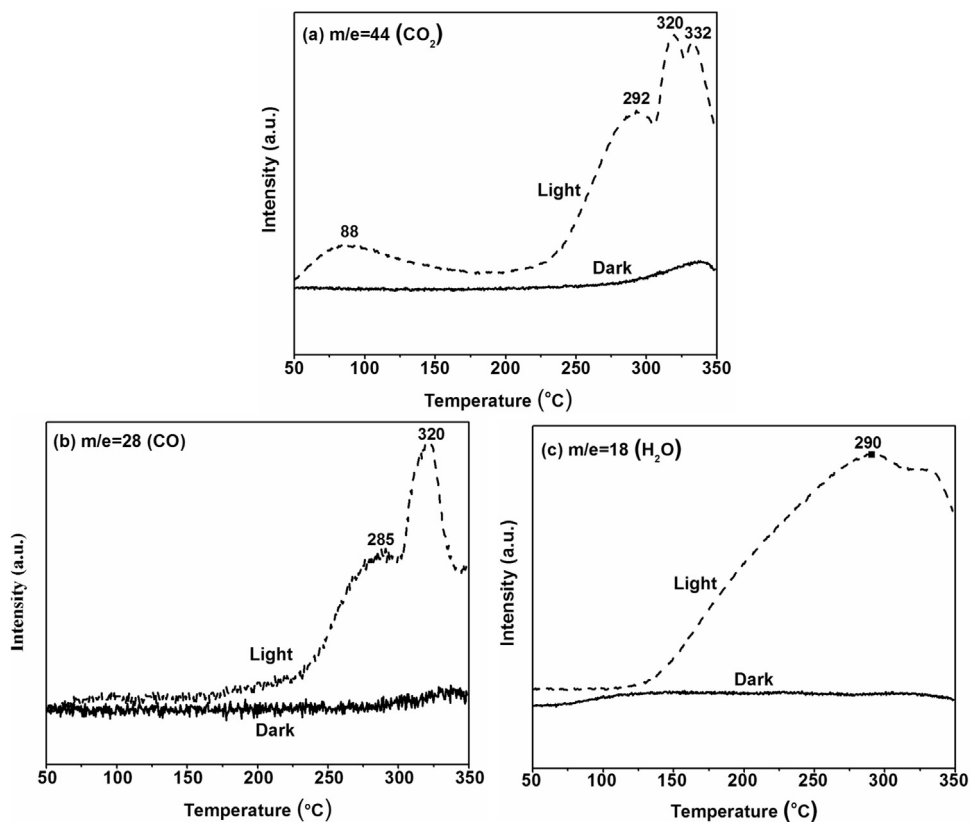 (a) m/e=44 (CO₂)
320
332
292
88
Light
Dark
Intensity (a.u.)
50 100 150 200 250 300 350
Temperature (°C)
(b) m/e=28 (CO)
320
285
Light
Dark
Intensity (a.u.)
50 100 150 200 250 300 350
Temperature (°C)
(c) m/e=18 (H₂O)
290
Light
Dark
Intensity (a.u.)
50 100 150 200 250 300 350
Temperature (°C)